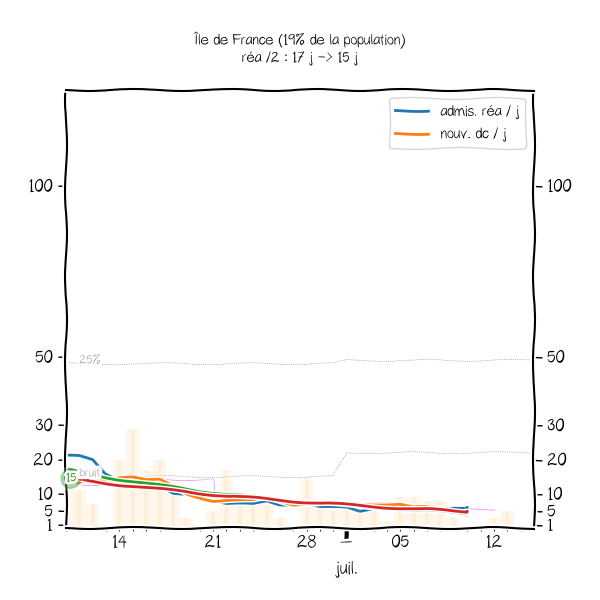 Île de France (19% de la population)
réa /2 : 17 j -> 15 j
admis. réa / j
nouv. dc / j
100 100
50 50
25%
30 30
20 20
bruit
15
10 10
5 5
1 1
14 21 28 1 05 12
juil.